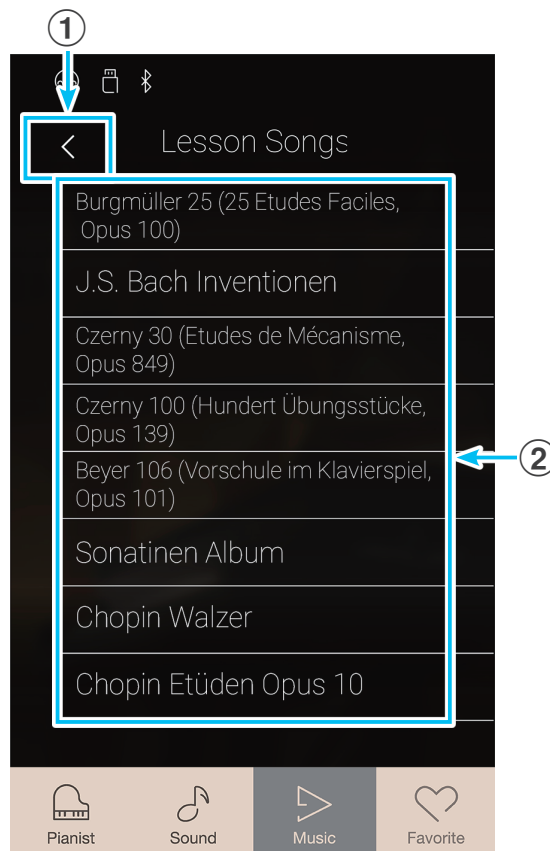 1
Lesson Songs
Burgmüller 25 (25 Etudes Faciles,
Opus 100)
J.S. Bach Inventionen
Czerny 30 (Etudes de Mécanisme,
Opus 849)
Czerny 100 (Hundert Übungsstücke,
Opus 139)
2
Beyer 106 (Vorschule im Klavierspiel,
Opus 101)
Sonatinen Album
Chopin Walzer
Chopin Etüden Opus 10
Pianist Sound Music Favorite